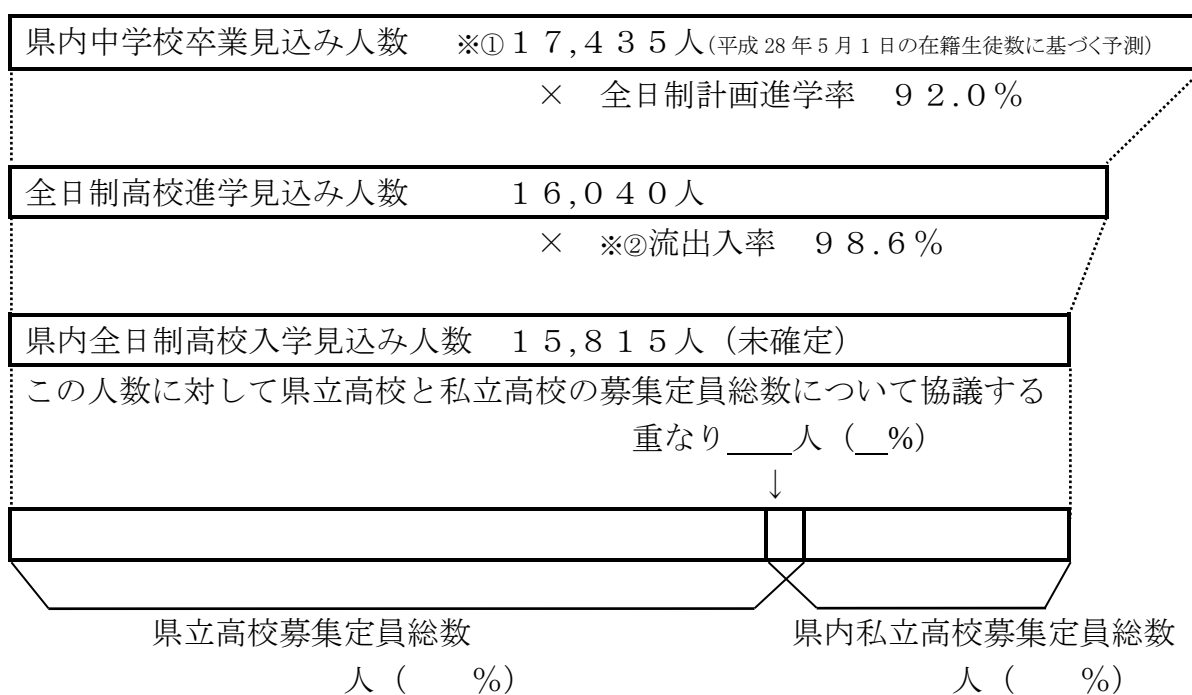 県内中学校卒業見込み人数　※①17,435人(平成28年5月1日の在籍生徒数に基づく予測)
×　全日制計画進学率　92.0%
全日制高校進学見込み人数　16,040人
×　※②流出入率　98.6%
県内全日制高校入学見込み人数　15,815人（未確定）
この人数に対して県立高校と私立高校の募集定員総数について協議する
重なり____人（__%）
↓
県立高校募集定員総数　県内私立高校募集定員総数
人（　　%）　人（　　%）